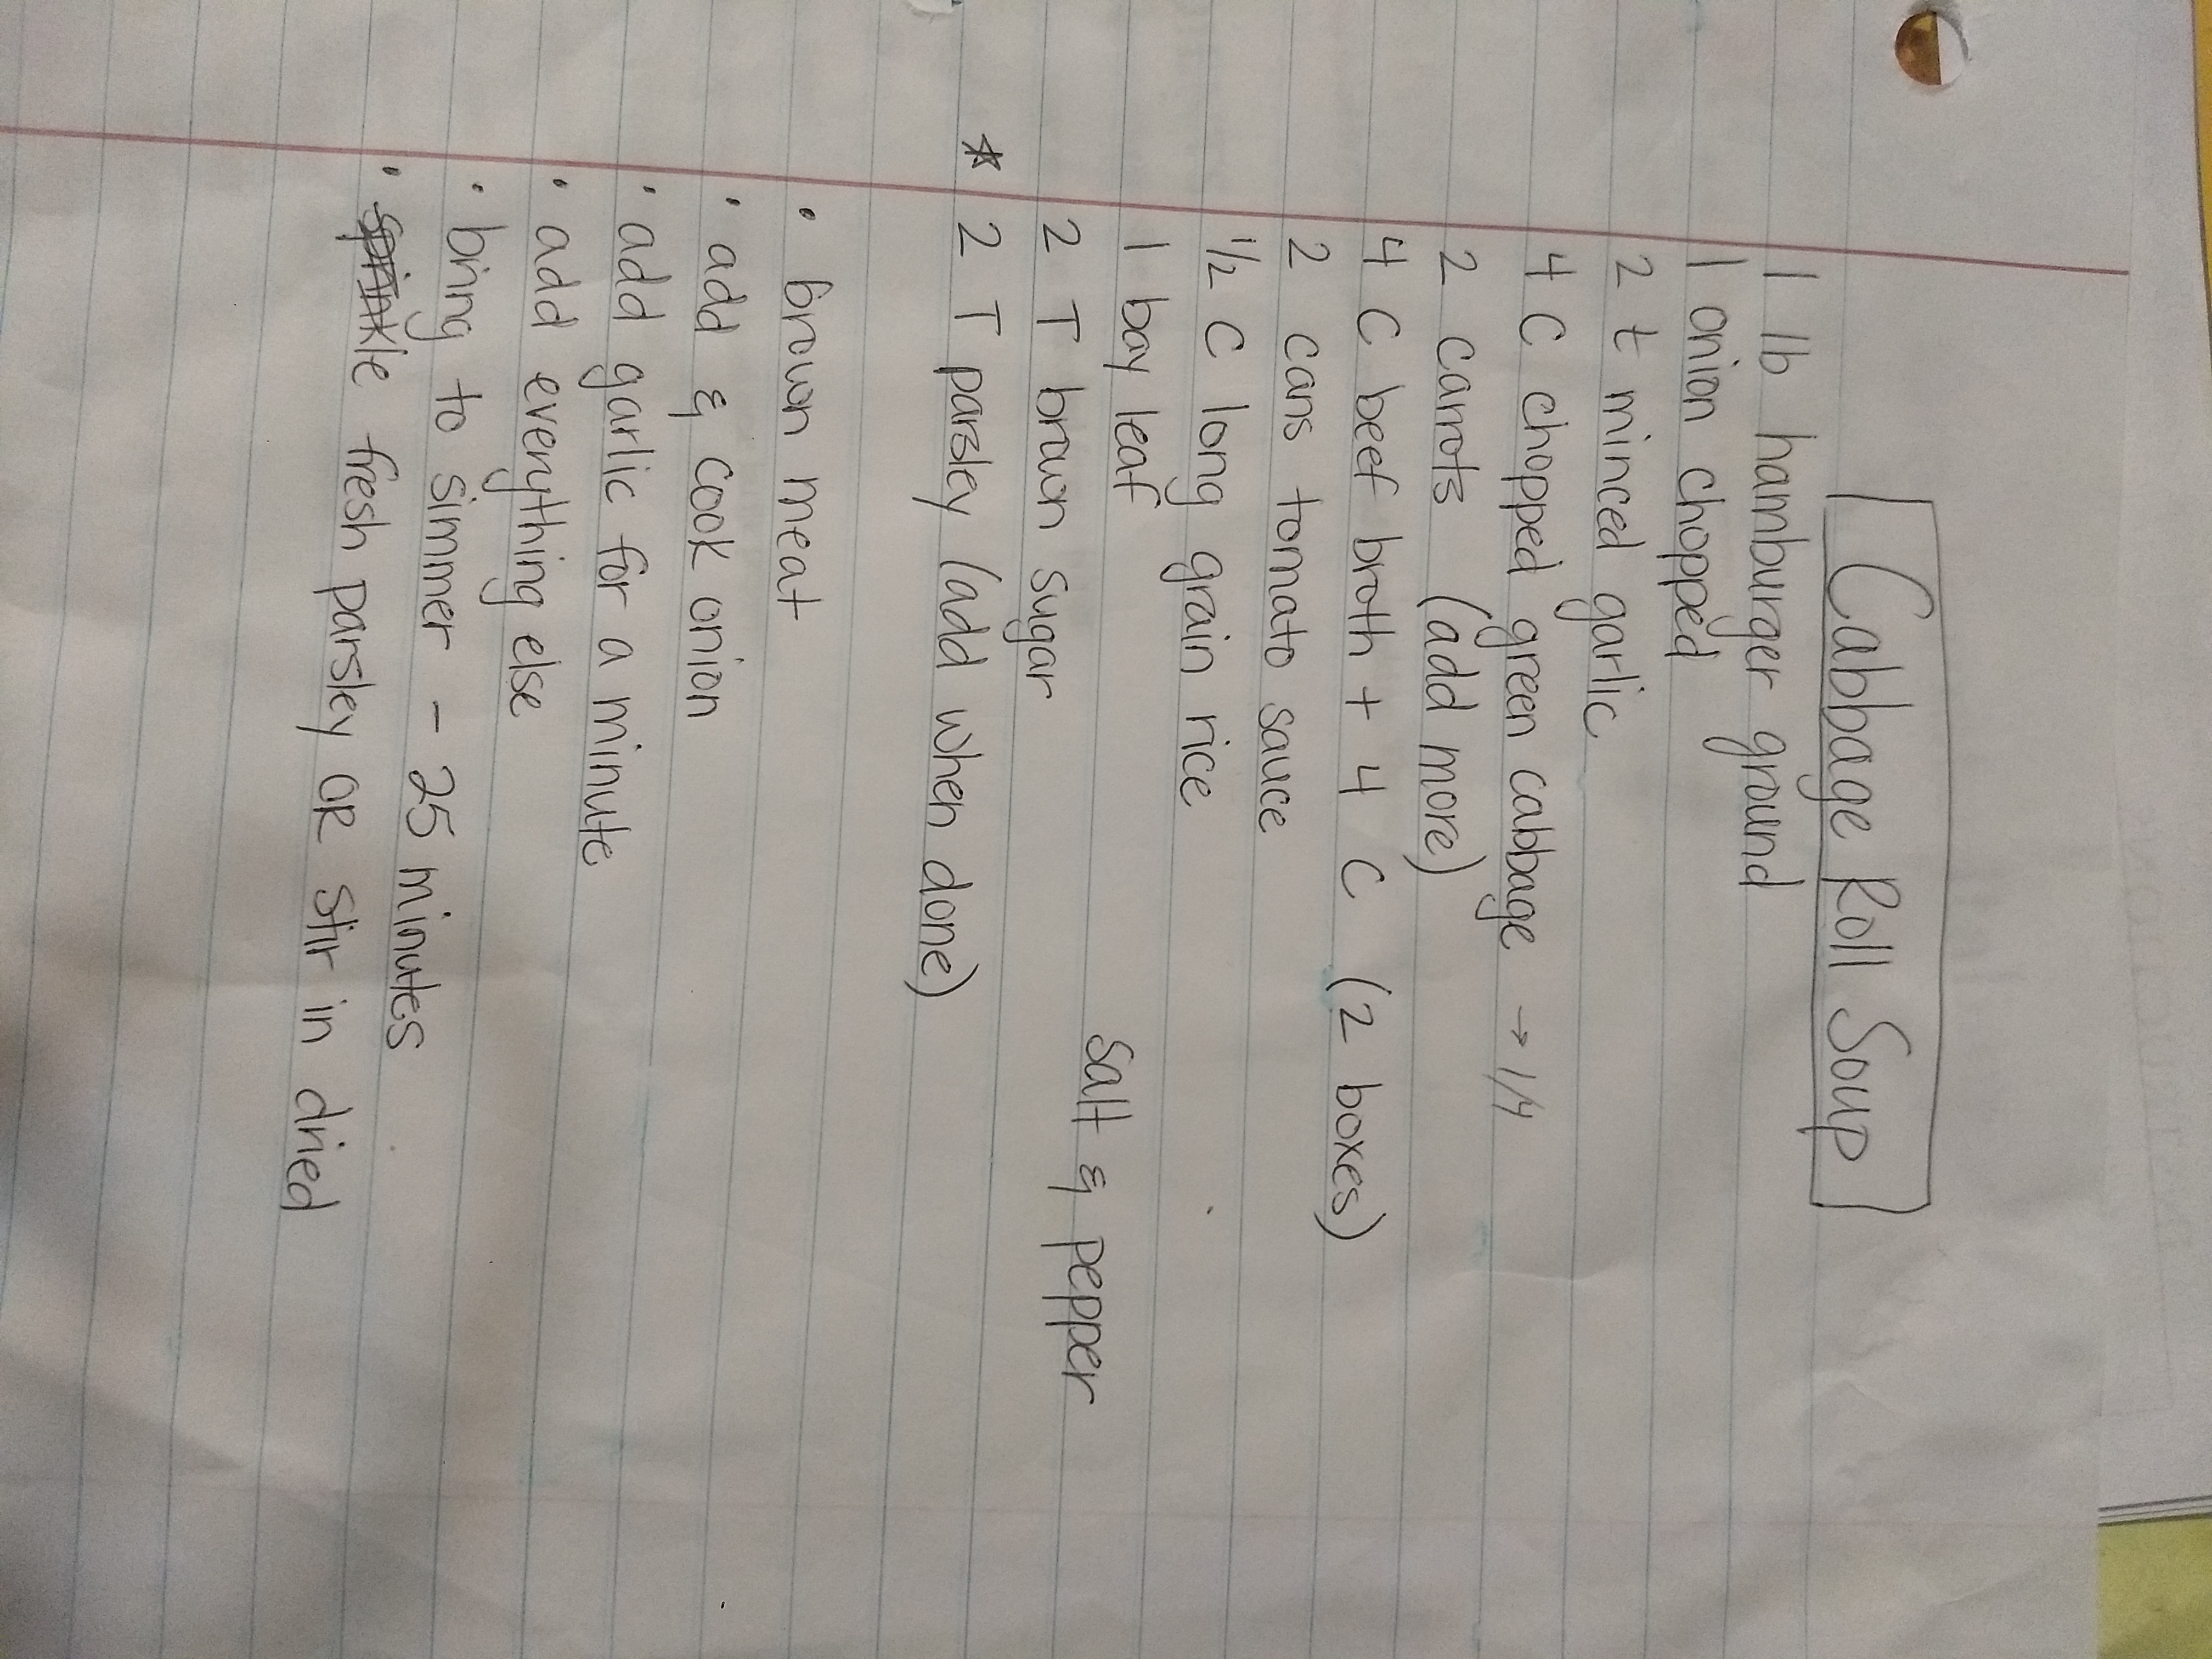 INSTRUCTIONS
Cabbage Roll Soup
1 lb hamburger ground
1 onion chopped
2 t minced garlic
4 C chopped green cabbage → 1/4
2 carrots (add more)
4 C beef broth + 4 C (2 boxes)
2 cans tomato sauce
1/2 C long grain rice
1 bay leaf
salt & pepper
2 T brown sugar
* 2 T parsley (add when done)
• brown meat
• add & cook onion
• add garlic for a minute
• add everything else
• bring to simmer - 25 minutes
• sprinkle fresh parsley OR stir in dried